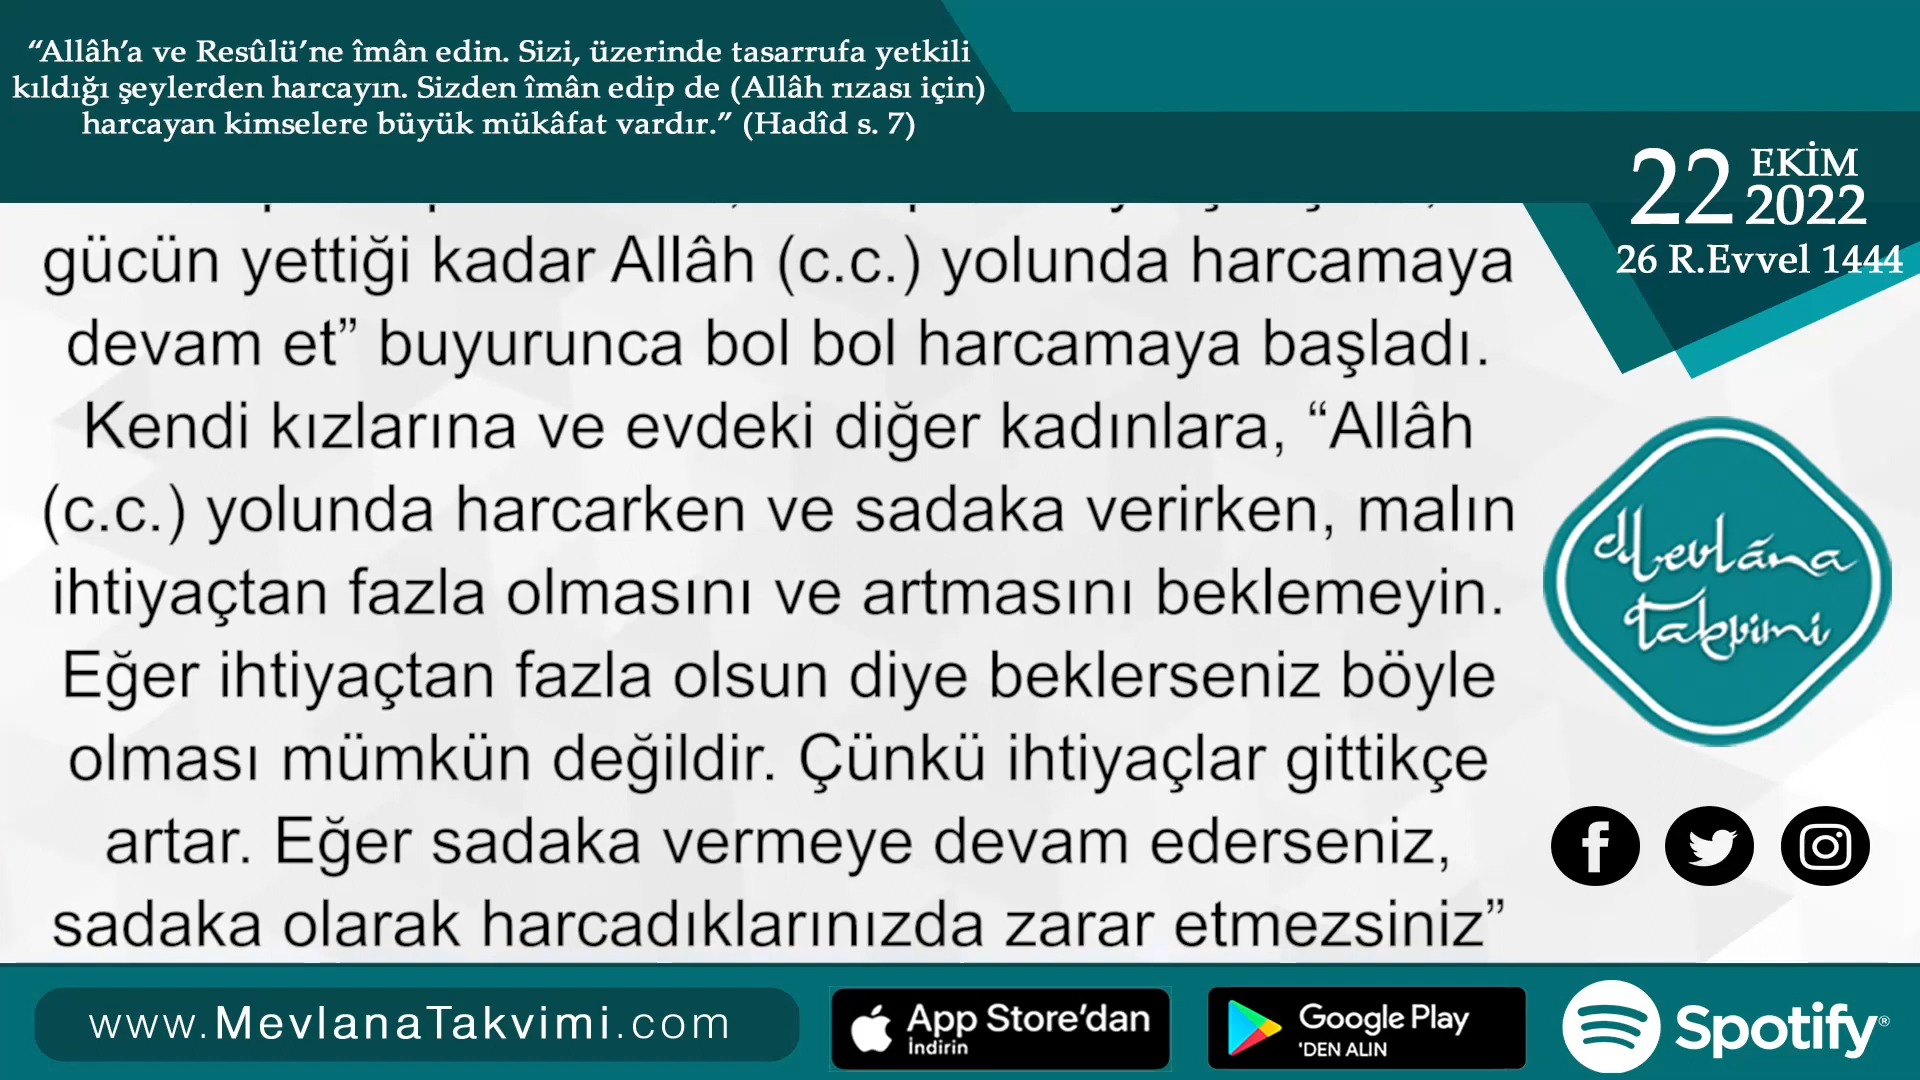 “Allâh’a ve Resûlü’ne îmân edin. Sizi, üzerinde tasarrufa yetkili
kıldığı şeylerden harcayın. Sizden îmân edip de (Allâh rızası için)
harcayan kimselere büyük mükâfat vardır.” (Hadîd s. 7)
22 EKİM
2022
26 R.Evvel 1444
gücün yettiği kadar Allâh (c.c.) yolunda harcamaya
devam et” buyurunca bol bol harcamaya başladı.
Kendi kızlarına ve evdeki diğer kadınlara, “Allâh
(c.c.) yolunda harcarken ve sadaka verirken, malın
ihtiyaçtan fazla olmasını ve artmasını beklemeyin.
Eğer ihtiyaçtan fazla olsun diye beklerseniz böyle
olması mümkün değildir. Çünkü ihtiyaçlar gittikçe
artar. Eğer sadaka vermeye devam ederseniz,
sadaka olarak harcadıklarınızda zarar etmezsiniz”
Mevlâna
Takvimi
www.MevlanaTakvimi.com
App Store’dan
İndirin
Google Play
'DEN ALIN
Spotify®